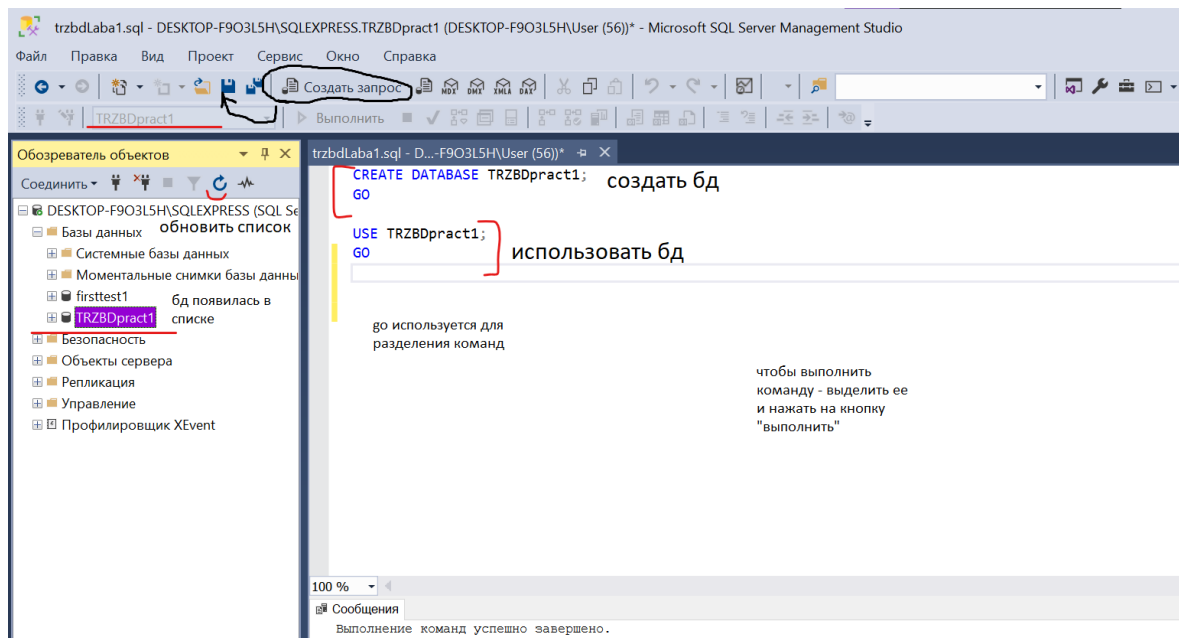 trzbdLaba1.sql - DESKTOP-F9O3L5H\SQLEXPRESS.TRZBDpract1 (DESKTOP-F9O3L5H\User (56))* - Microsoft SQL Server Management Studio
Файл Правка Вид Проект Сервис Окно Справка
Создать запрос MDX DMX XMLA DAX
TRZBDpract1 Выполнить
Обозреватель объектов
Соединить
DESKTOP-F9O3L5H\SQLEXPRESS (SQL Se
обновить список
Базы данных
Системные базы данных
Моментальные снимки базы данны
firsttest1
TRZBDpract1
бд появилась в
списке
Безопасность
Объекты сервера
Репликация
Управление
Профилировщик XEvent
trzbdLaba1.sql - D...-F9O3L5H\User (56))*
CREATE DATABASE TRZBDpract1; создать бд
GO
USE TRZBDpract1;
GO
использовать бд
go используется для
разделения команд
чтобы выполнить
команду - выделить ее
и нажать на кнопку
"выполнить"
100 %
Сообщения
Выполнение команд успешно завершено.